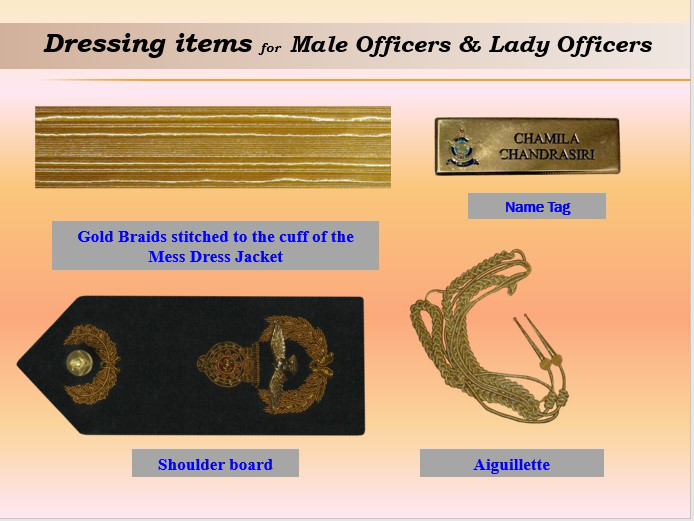 Dressing items for Male Officers & Lady Officers
CHAMILA
CHANDRASIRI
Name Tag
Gold Braids stitched to the cuff of the
Mess Dress Jacket
Shoulder board
Aiguillette